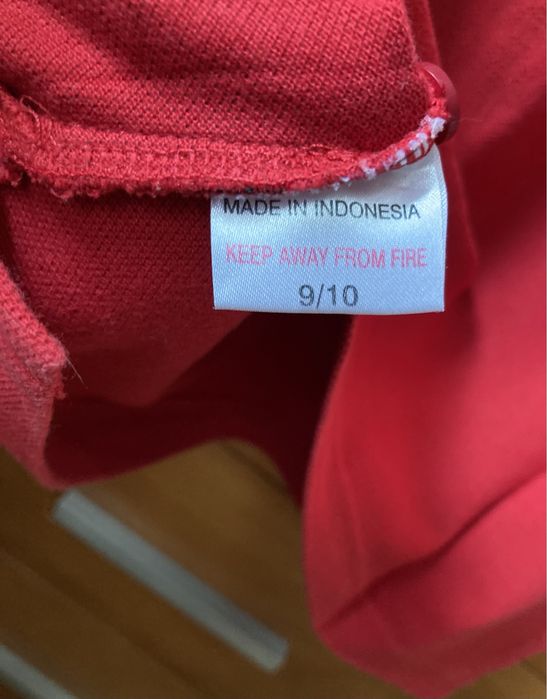 MADE IN INDONESIA
KEEP AWAY FROM FIRE
9/10